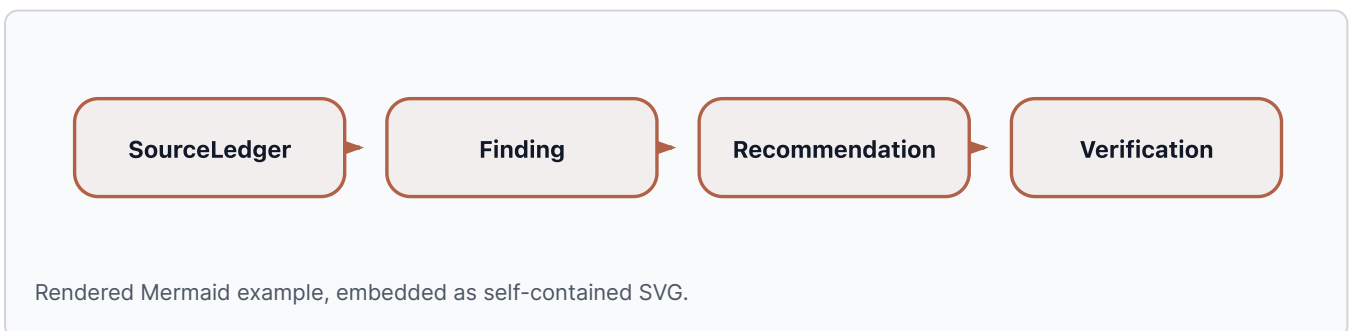 SourceLedger
Finding
Recommendation
Verification
Rendered Mermaid example, embedded as self-contained SVG.